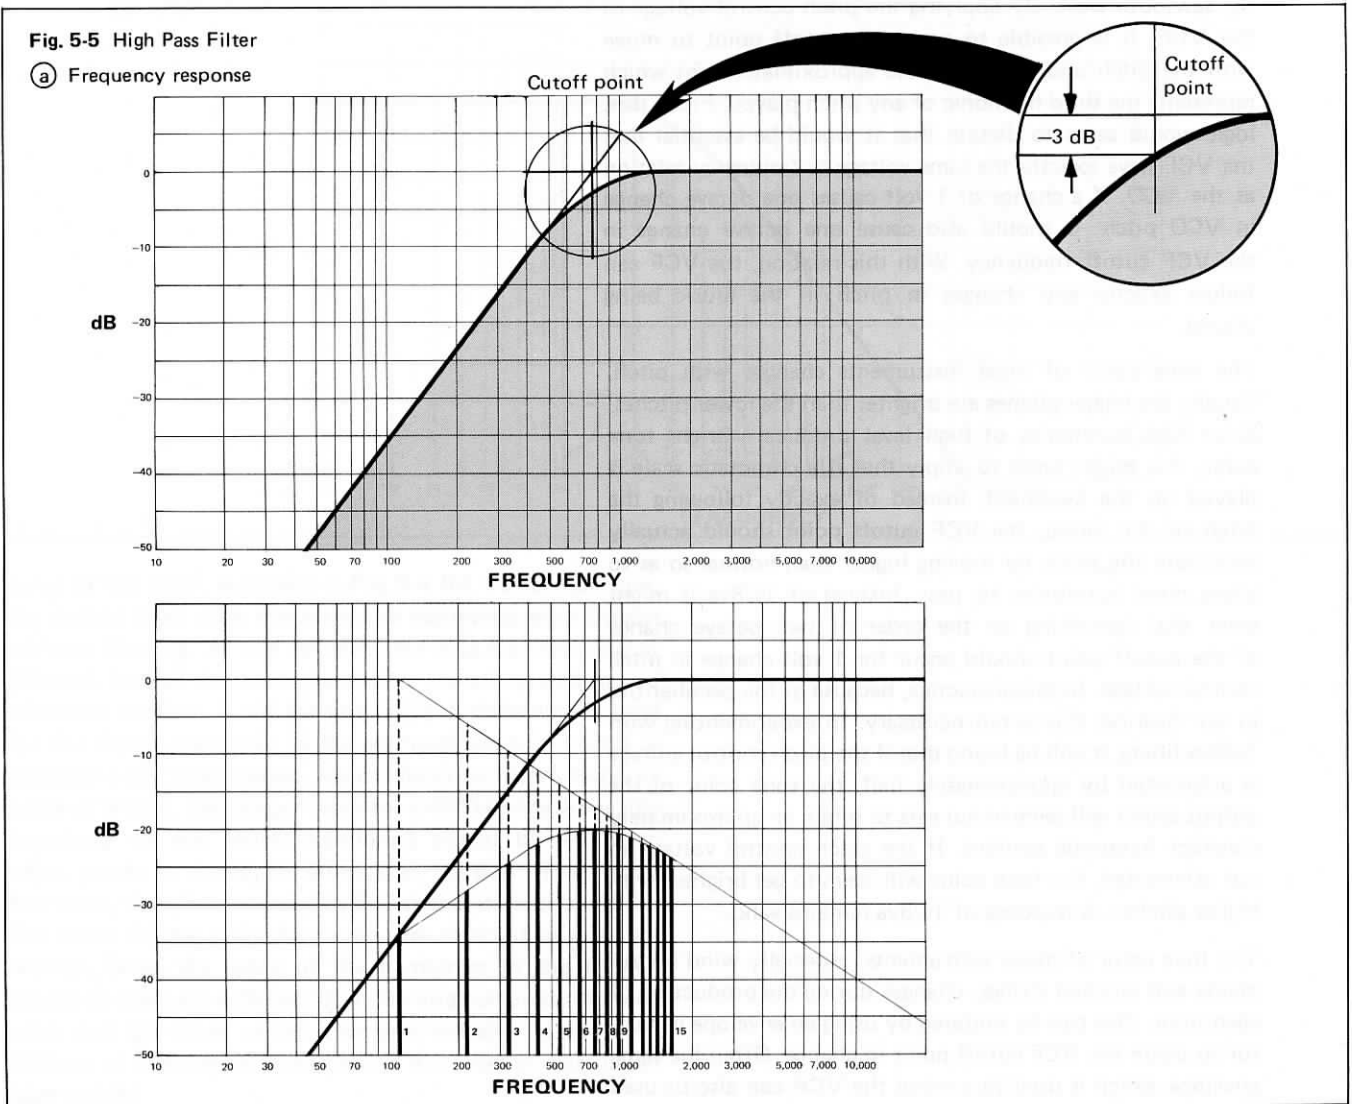 Fig. 5-5 High Pass Filter
ⓐ Frequency response
Cutoff point
Cutoff
point
−3 dB
dB
0
−10
−20
−30
−40
−50
10 20 30 50 70 100 200 300 500 700 1,000 2,000 3,000 5,000 7,000 10,000
FREQUENCY
dB
0
−10
−20
−30
−40
−50
1 2 3 4 5 6 7 8 9 15
10 20 30 50 70 100 200 300 500 700 1,000 2,000 3,000 5,000 7,000 10,000
FREQUENCY